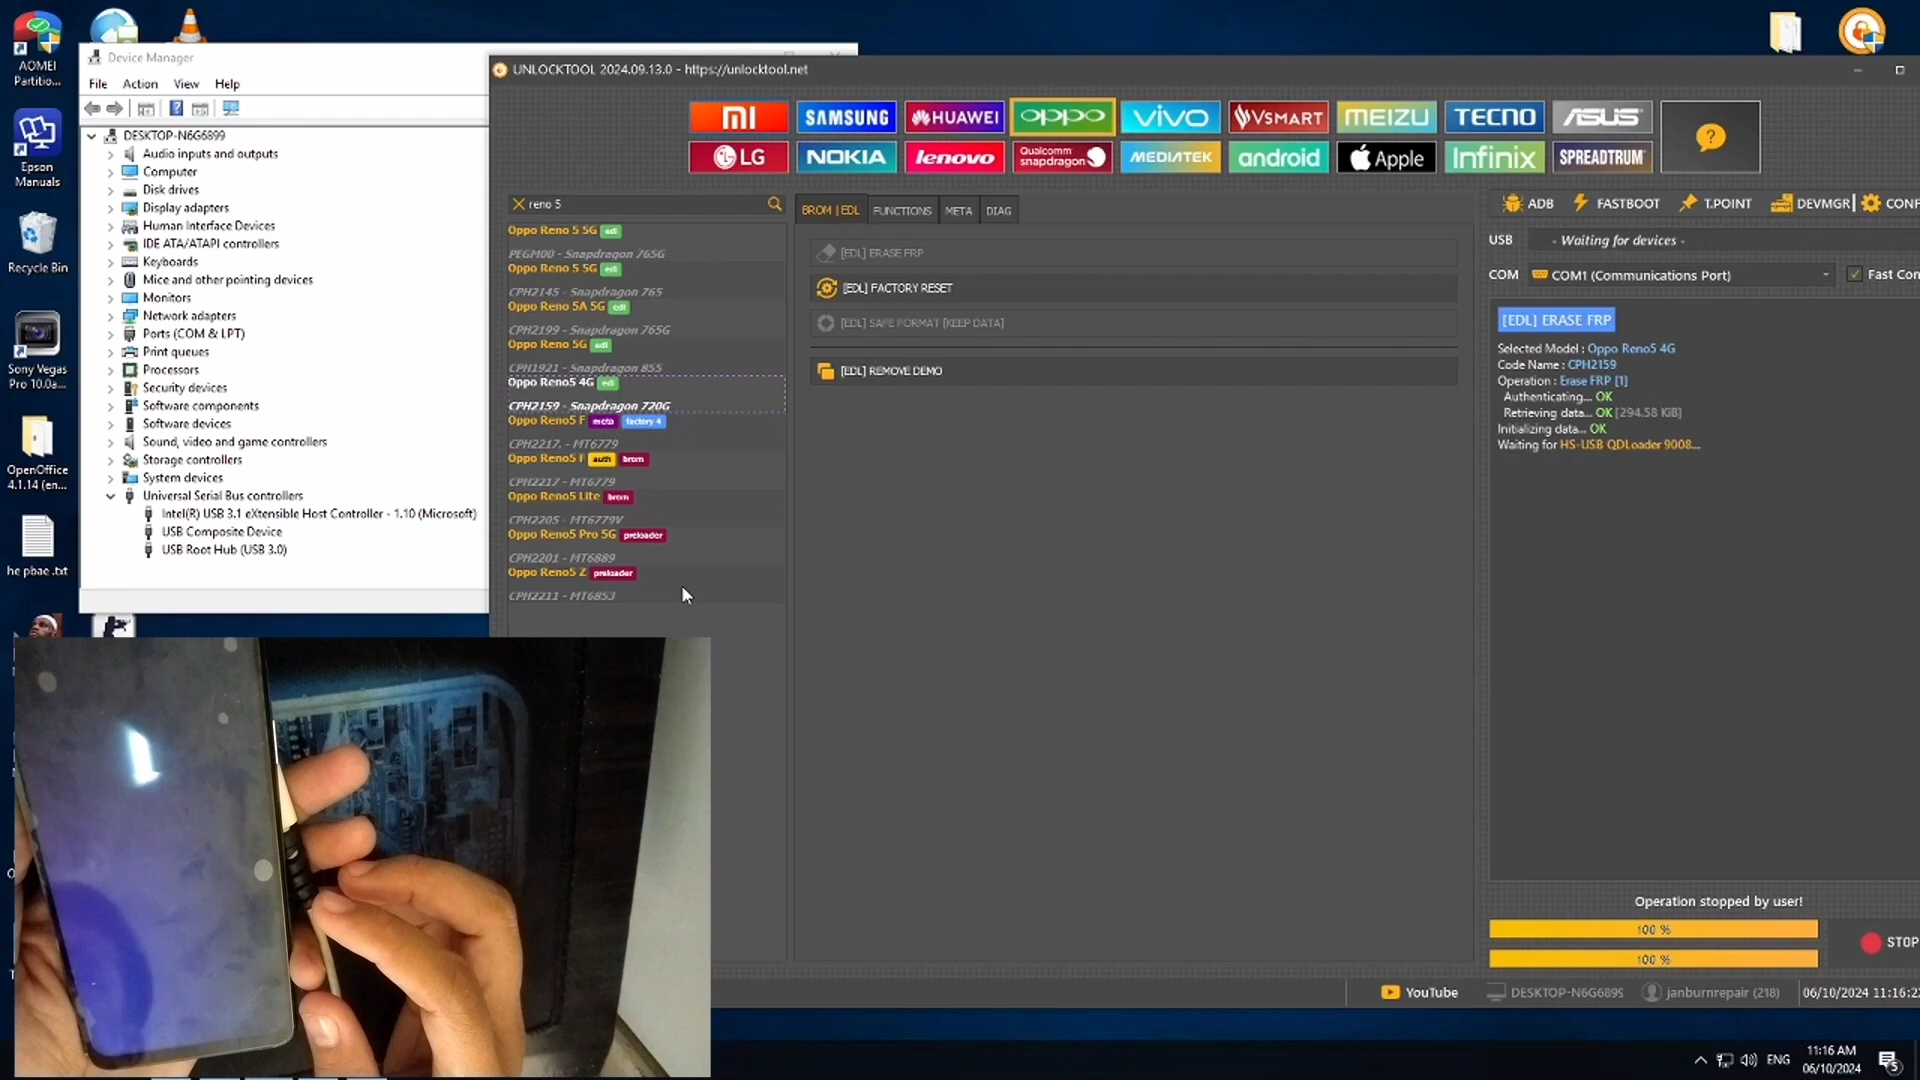 AOMEI
Partitio...
Epson
Manuals
Recycle Bin
Sony Vegas
Pro 10.0a...
OpenOffice
4.1.14 (en...
he pbae .txt
Device Manager
File
Action
View
Help
DESKTOP-N6G6899
Audio inputs and outputs
Computer
Disk drives
Display adapters
Human Interface Devices
IDE ATA/ATAPI controllers
Keyboards
Mice and other pointing devices
Monitors
Network adapters
Ports (COM & LPT)
Print queues
Processors
Security devices
Software components
Software devices
Sound, video and game controllers
Storage controllers
System devices
Universal Serial Bus controllers
Intel(R) USB 3.1 eXtensible Host Controller - 1.10 (Microsoft)
USB Composite Device
USB Root Hub (USB 3.0)
UNLOCKTOOL 2024.09.13.0 - https://unlocktool.net
mi
SAMSUNG
HUAWEI
oppo
vivo
VSMART
MEIZU
TECNO
ASUS
LG
NOKIA
lenovo
Qualcomm snapdragon
MEDIATEK
android
Apple
Infinix
SPREADTRUM
?
reno 5
Oppo Reno 5 5G edl
PEGM00 - Snapdragon 765G
Oppo Reno 5 5G edl
CPH2145 - Snapdragon 765
Oppo Reno 5A 5G edl
CPH2199 - Snapdragon 765G
Oppo Reno 5G edl
CPH1921 - Snapdragon 855
Oppo Reno5 4G edl
CPH2159 - Snapdragon 720G
Oppo Reno5 F meta factory 4
CPH2217. - MT6779
Oppo Reno5 F auth brom
CPH2217 - MT6779
Oppo Reno5 Lite brom
CPH2205 - MT6779V
Oppo Reno5 Pro 5G preloader
CPH2201 - MT6889
Oppo Reno5 Z preloader
CPH2211 - MT6853
BROM | EDL
FUNCTIONS
META
DIAG
[EDL] ERASE FRP
[EDL] FACTORY RESET
[EDL] SAFE FORMAT [KEEP DATA]
[EDL] REMOVE DEMO
ADB
FASTBOOT
T.POINT
DEVMGR
CONF
USB
- Waiting for devices -
COM
COM1 (Communications Port)
Fast Con
[EDL] ERASE FRP
Selected Model : Oppo Reno5 4G
Code Name : CPH2159
Operation : Erase FRP [1]
Authenticating... OK
Retrieving data... OK [294.58 KiB]
Initializing data... OK
Waiting for HS-USB QDLoader 9008...
Operation stopped by user!
100 %
100 %
STOP
YouTube
DESKTOP-N6G6899
janburnrepair (218)
06/10/2024 11:16:2
ENG
11:16 AM
06/10/2024
5